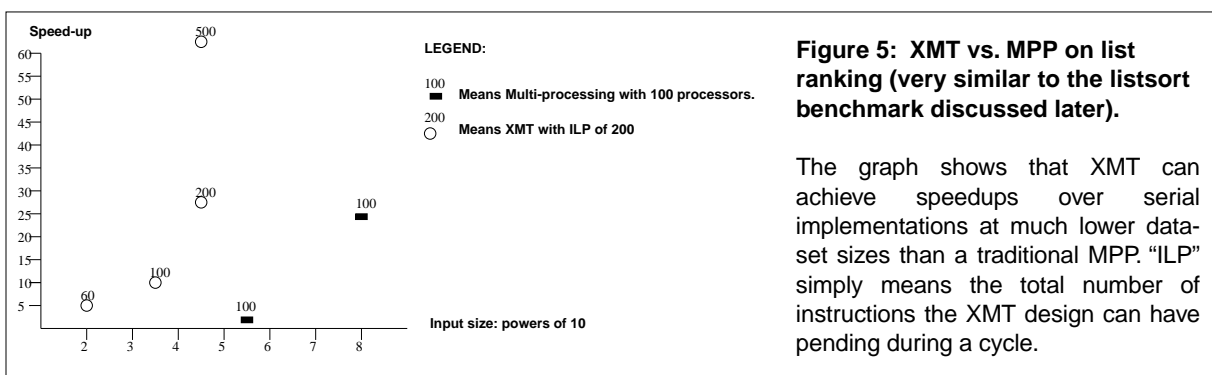 Speed-up
500
60
55
50
45
40
35
30
25
20
15
10
5
200
100
60
100
100
2 3 4 5 6 7 8
LEGEND:
100
Means Multi-processing with 100 processors.
200
Means XMT with ILP of 200
Input size: powers of 10
Figure 5: XMT vs. MPP on list
ranking (very similar to the listsort
benchmark discussed later).
The graph shows that XMT can
achieve speedups over serial
implementations at much lower data-
set sizes than a traditional MPP. “ILP”
simply means the total number of
instructions the XMT design can have
pending during a cycle.